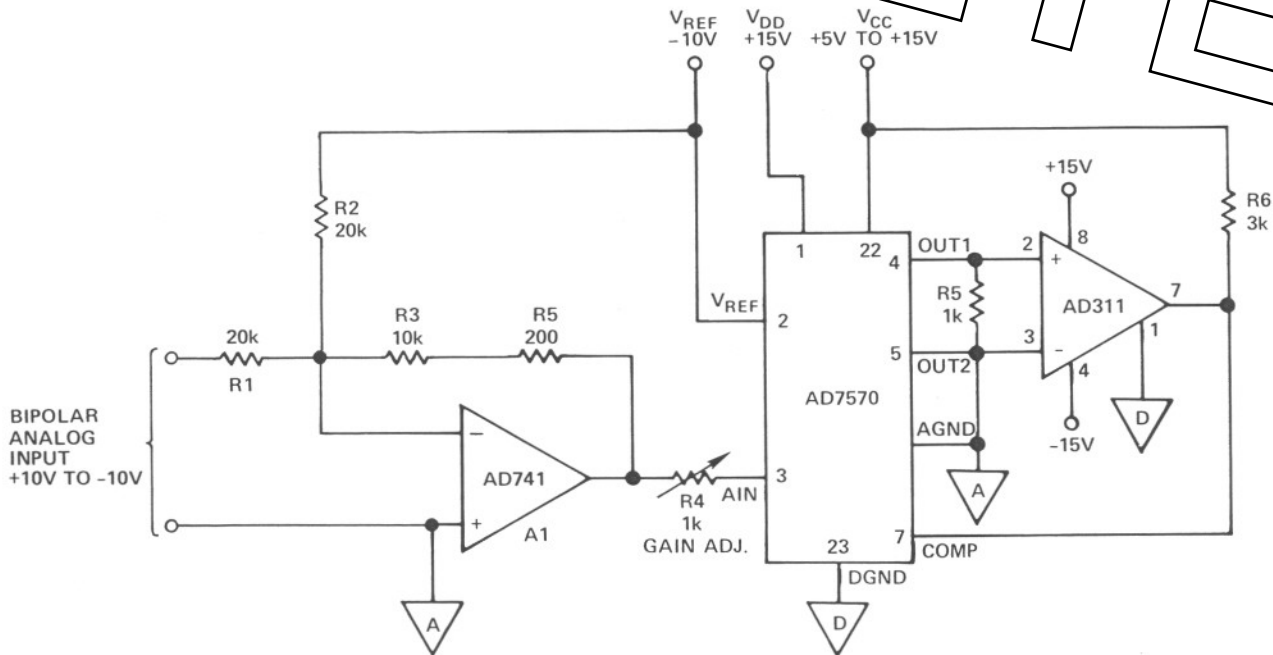 VREF
−10V
VDD
+15V
VCC
+5V TO +15V
R2
20k
+15V
R6
3k
1
22
4
OUT1
2
+
8
R5
1k
AD311
7
VREF
2
R3
10k
R5
200
20k
R1
5
OUT2
3
−
1
4
AD7570
D
−15V
BIPOLAR
ANALOG
INPUT
+10V TO −10V
−
AD741
+
A1
R4
1k
GAIN ADJ.
AIN
3
AGND
A
23
7
COMP
DGND
A
D